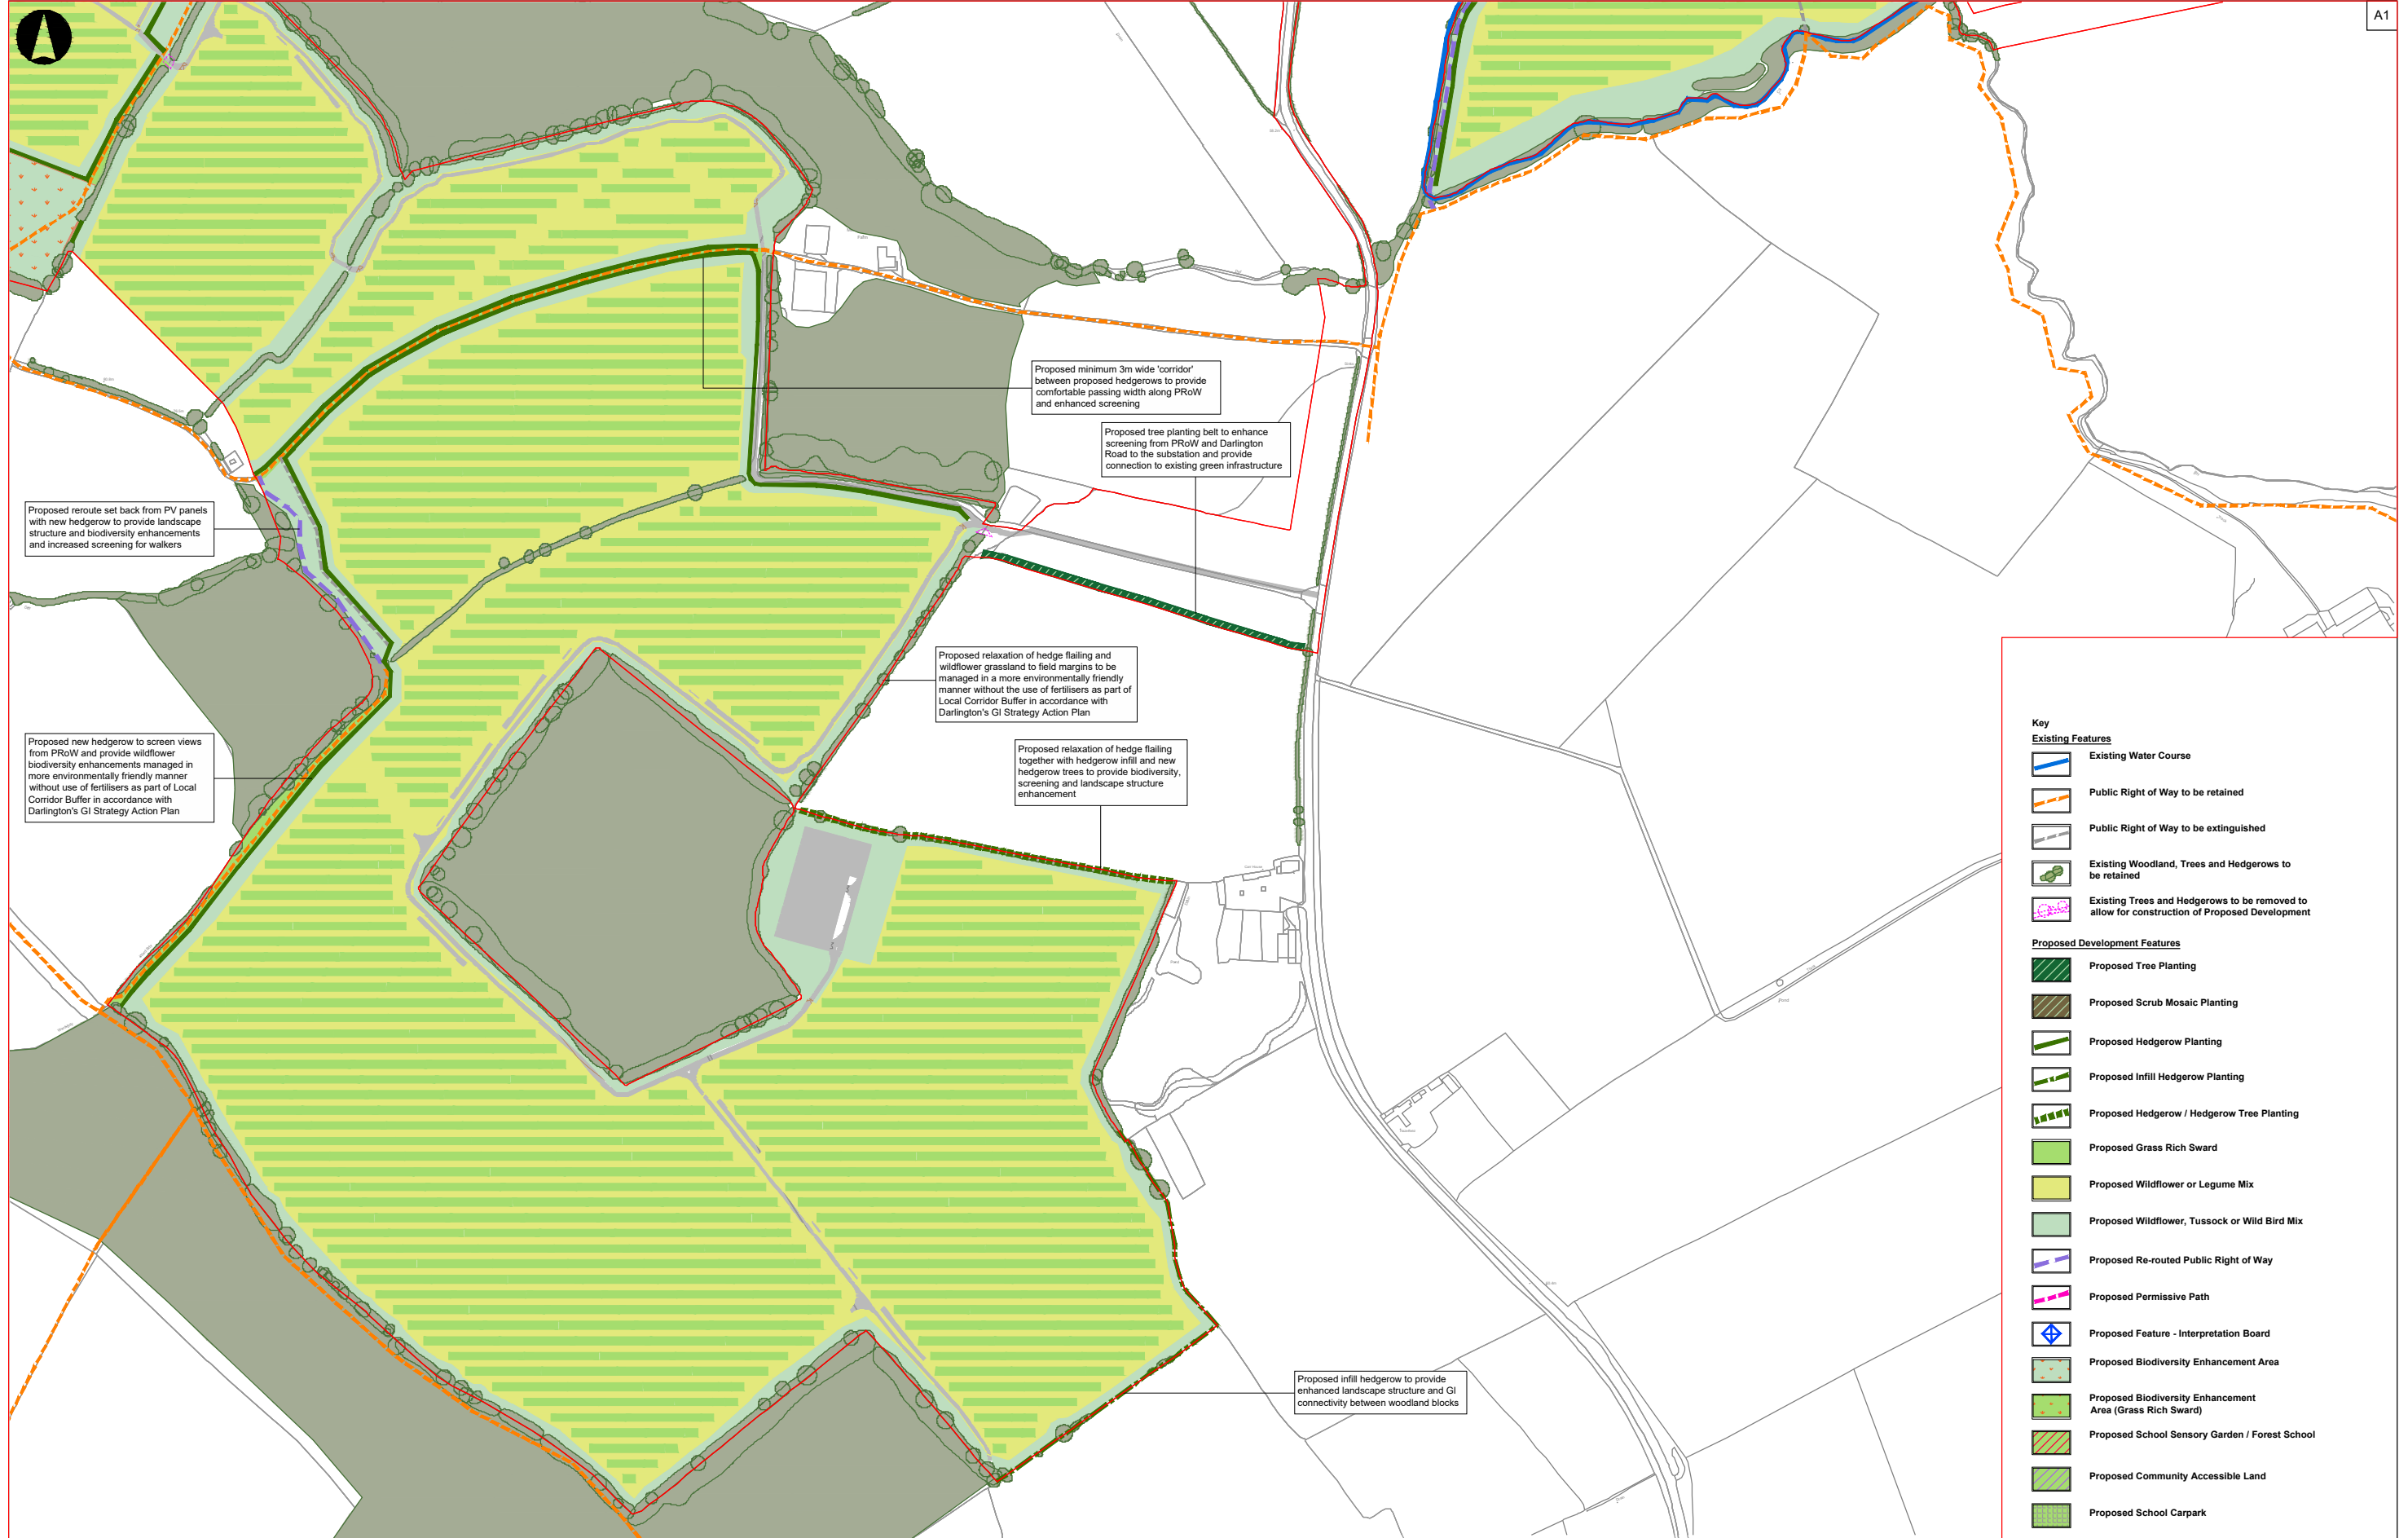 A1
Proposed minimum 3m wide 'corridor'
between proposed hedgerows to provide
comfortable passing width along PRoW
and enhanced screening
Proposed tree planting belt to enhance
screening from PRoW and Darlington
Road to the substation and provide
connection to existing green infrastructure
Proposed reroute set back from PV panels
with new hedgerow to provide landscape
structure and biodiversity enhancements
and increased screening for walkers
Proposed relaxation of hedge flailing and
wildflower grassland to field margins to be
managed in a more environmentally friendly
manner without the use of fertilisers as part of
Local Corridor Buffer in accordance with
Darlington's GI Strategy Action Plan
Proposed new hedgerow to screen views
from PRoW and provide wildflower
biodiversity enhancements managed in
more environmentally friendly manner
without use of fertilisers as part of Local
Corridor Buffer in accordance with
Darlington's GI Strategy Action Plan
Proposed relaxation of hedge flailing
together with hedgerow infill and new
hedgerow trees to provide biodiversity,
screening and landscape structure
enhancement
Proposed infill hedgerow to provide
enhanced landscape structure and GI
connectivity between woodland blocks
Key
Existing Features
Existing Water Course
Public Right of Way to be retained
Public Right of Way to be extinguished
Existing Woodland, Trees and Hedgerows to
be retained
Existing Trees and Hedgerows to be removed to
allow for construction of Proposed Development
Proposed Development Features
Proposed Tree Planting
Proposed Scrub Mosaic Planting
Proposed Hedgerow Planting
Proposed Infill Hedgerow Planting
Proposed Hedgerow / Hedgerow Tree Planting
Proposed Grass Rich Sward
Proposed Wildflower or Legume Mix
Proposed Wildflower, Tussock or Wild Bird Mix
Proposed Re-routed Public Right of Way
Proposed Permissive Path
Proposed Feature - Interpretation Board
Proposed Biodiversity Enhancement Area
Proposed Biodiversity Enhancement
Area (Grass Rich Sward)
Proposed School Sensory Garden / Forest School
Proposed Community Accessible Land
Proposed School Carpark